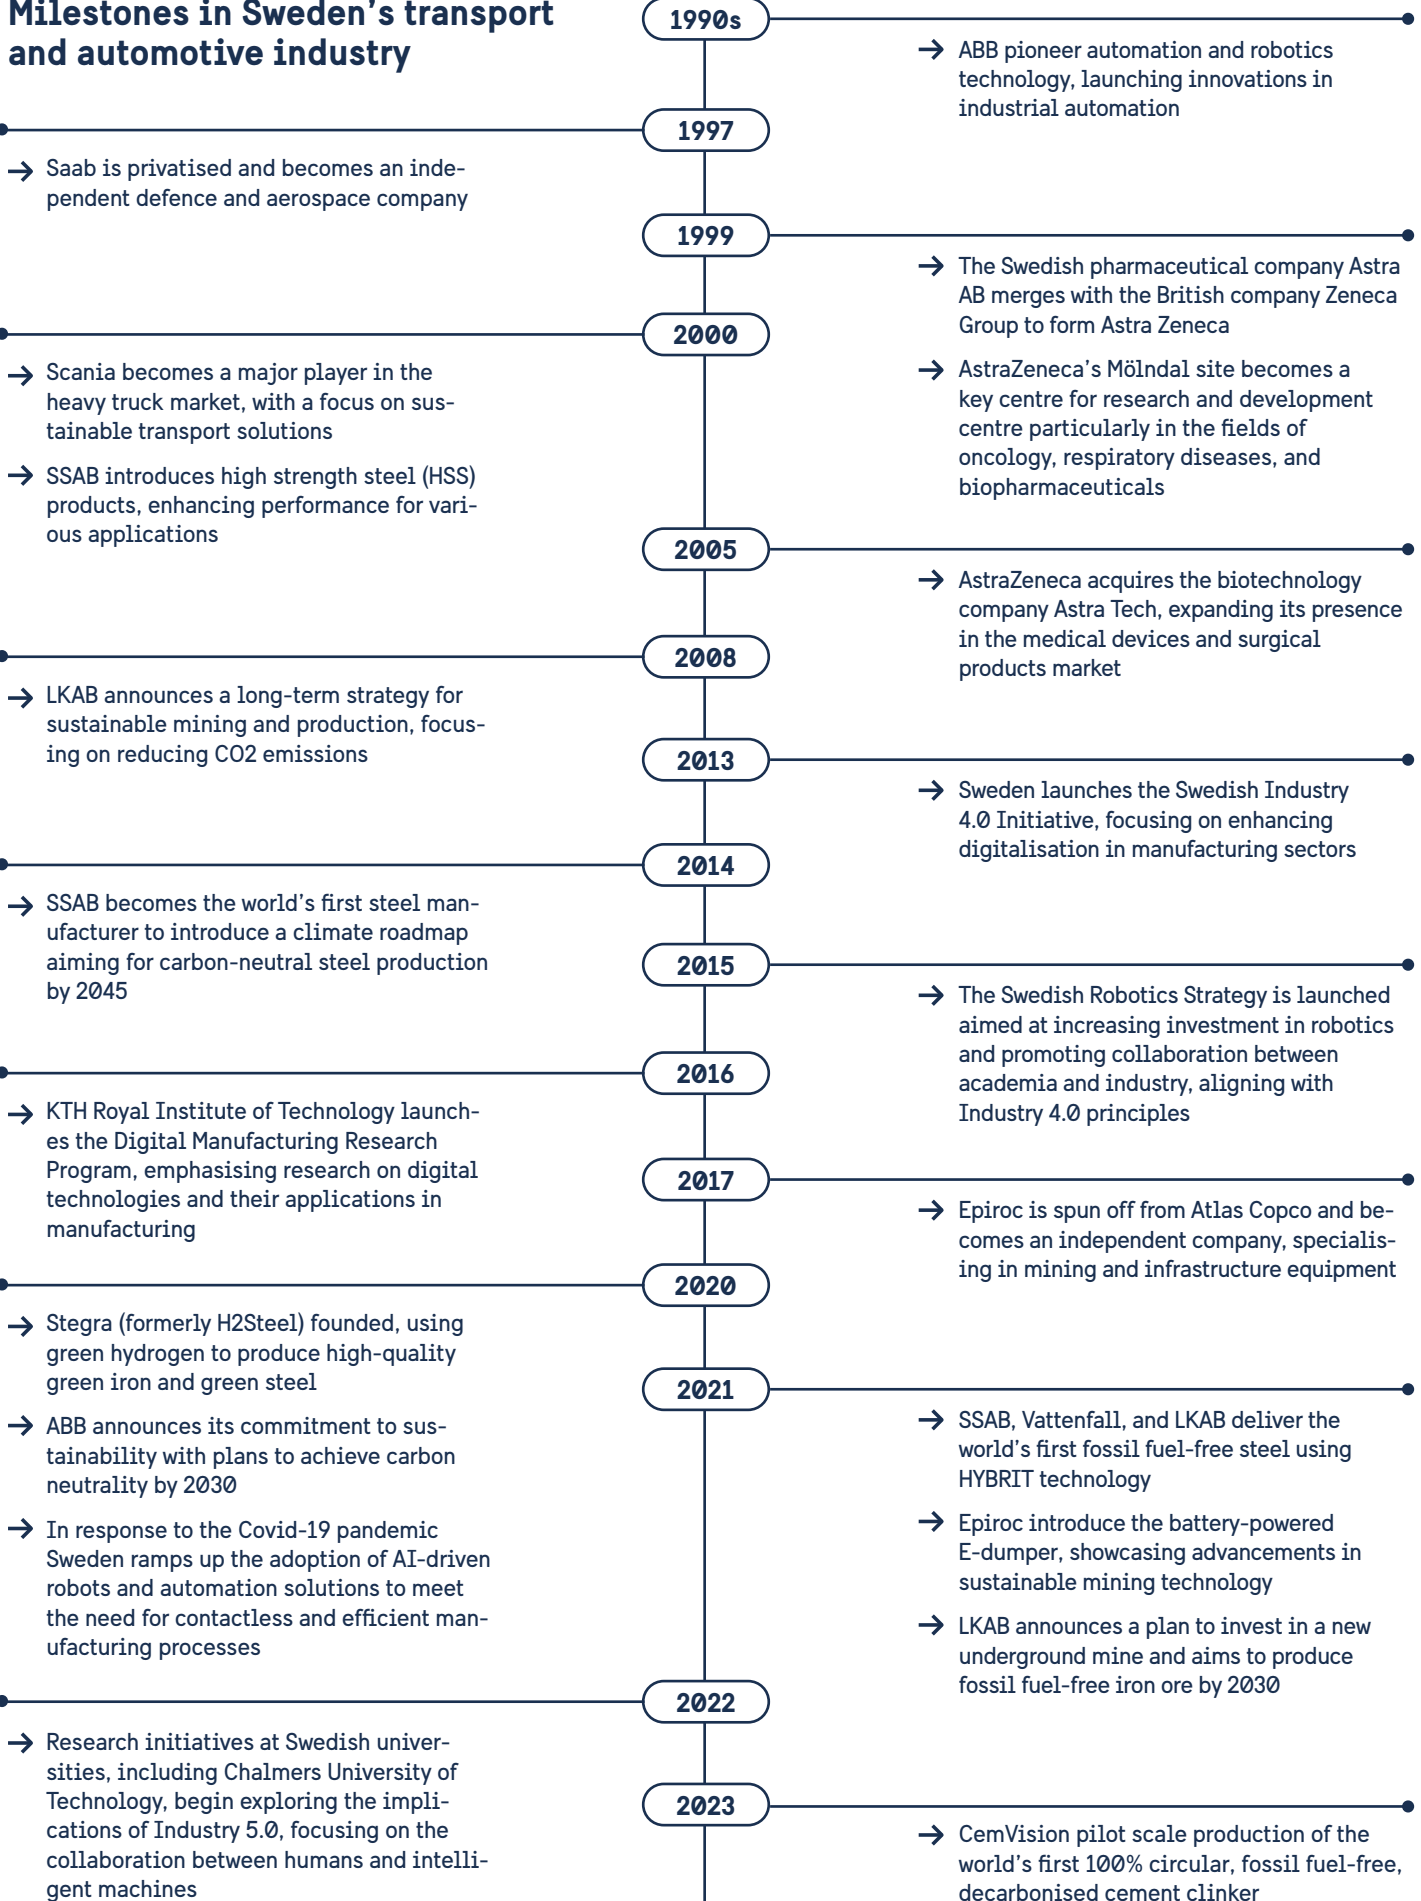 Milestones in Sweden's transport
and automotive industry
1990s
→ ABB pioneer automation and robotics
technology, launching innovations in
industrial automation
1997
→ Saab is privatised and becomes an inde-
pendent defence and aerospace company
1999
→ The Swedish pharmaceutical company Astra
AB merges with the British company Zeneca
Group to form Astra Zeneca
→ AstraZeneca's Mölndal site becomes a
key centre for research and development
centre particularly in the fields of
oncology, respiratory diseases, and
biopharmaceuticals
2000
→ Scania becomes a major player in the
heavy truck market, with a focus on sus-
tainable transport solutions
→ SSAB introduces high strength steel (HSS)
products, enhancing performance for vari-
ous applications
2005
→ AstraZeneca acquires the biotechnology
company Astra Tech, expanding its presence
in the medical devices and surgical
products market
2008
→ LKAB announces a long-term strategy for
sustainable mining and production, focus-
ing on reducing CO2 emissions
2013
→ Sweden launches the Swedish Industry
4.0 Initiative, focusing on enhancing
digitalisation in manufacturing sectors
2014
→ SSAB becomes the world's first steel man-
ufacturer to introduce a climate roadmap
aiming for carbon-neutral steel production
by 2045
2015
→ The Swedish Robotics Strategy is launched
aimed at increasing investment in robotics
and promoting collaboration between
academia and industry, aligning with
Industry 4.0 principles
2016
→ KTH Royal Institute of Technology launch-
es the Digital Manufacturing Research
Program, emphasising research on digital
technologies and their applications in
manufacturing
2017
→ Epiroc is spun off from Atlas Copco and be-
comes an independent company, specialis-
ing in mining and infrastructure equipment
2020
→ Stegra (formerly H2Steel) founded, using
green hydrogen to produce high-quality
green iron and green steel
→ ABB announces its commitment to sus-
tainability with plans to achieve carbon
neutrality by 2030
→ In response to the Covid-19 pandemic
Sweden ramps up the adoption of AI-driven
robots and automation solutions to meet
the need for contactless and efficient man-
ufacturing processes
2021
→ SSAB, Vattenfall, and LKAB deliver the
world's first fossil fuel-free steel using
HYBRIT technology
→ Epiroc introduce the battery-powered
E-dumper, showcasing advancements in
sustainable mining technology
→ LKAB announces a plan to invest in a new
underground mine and aims to produce
fossil fuel-free iron ore by 2030
2022
→ Research initiatives at Swedish univer-
sities, including Chalmers University of
Technology, begin exploring the impli-
cations of Industry 5.0, focusing on the
collaboration between humans and intelli-
gent machines
2023
→ CemVision pilot scale production of the
world's first 100% circular, fossil fuel-free,
decarbonised cement clinker